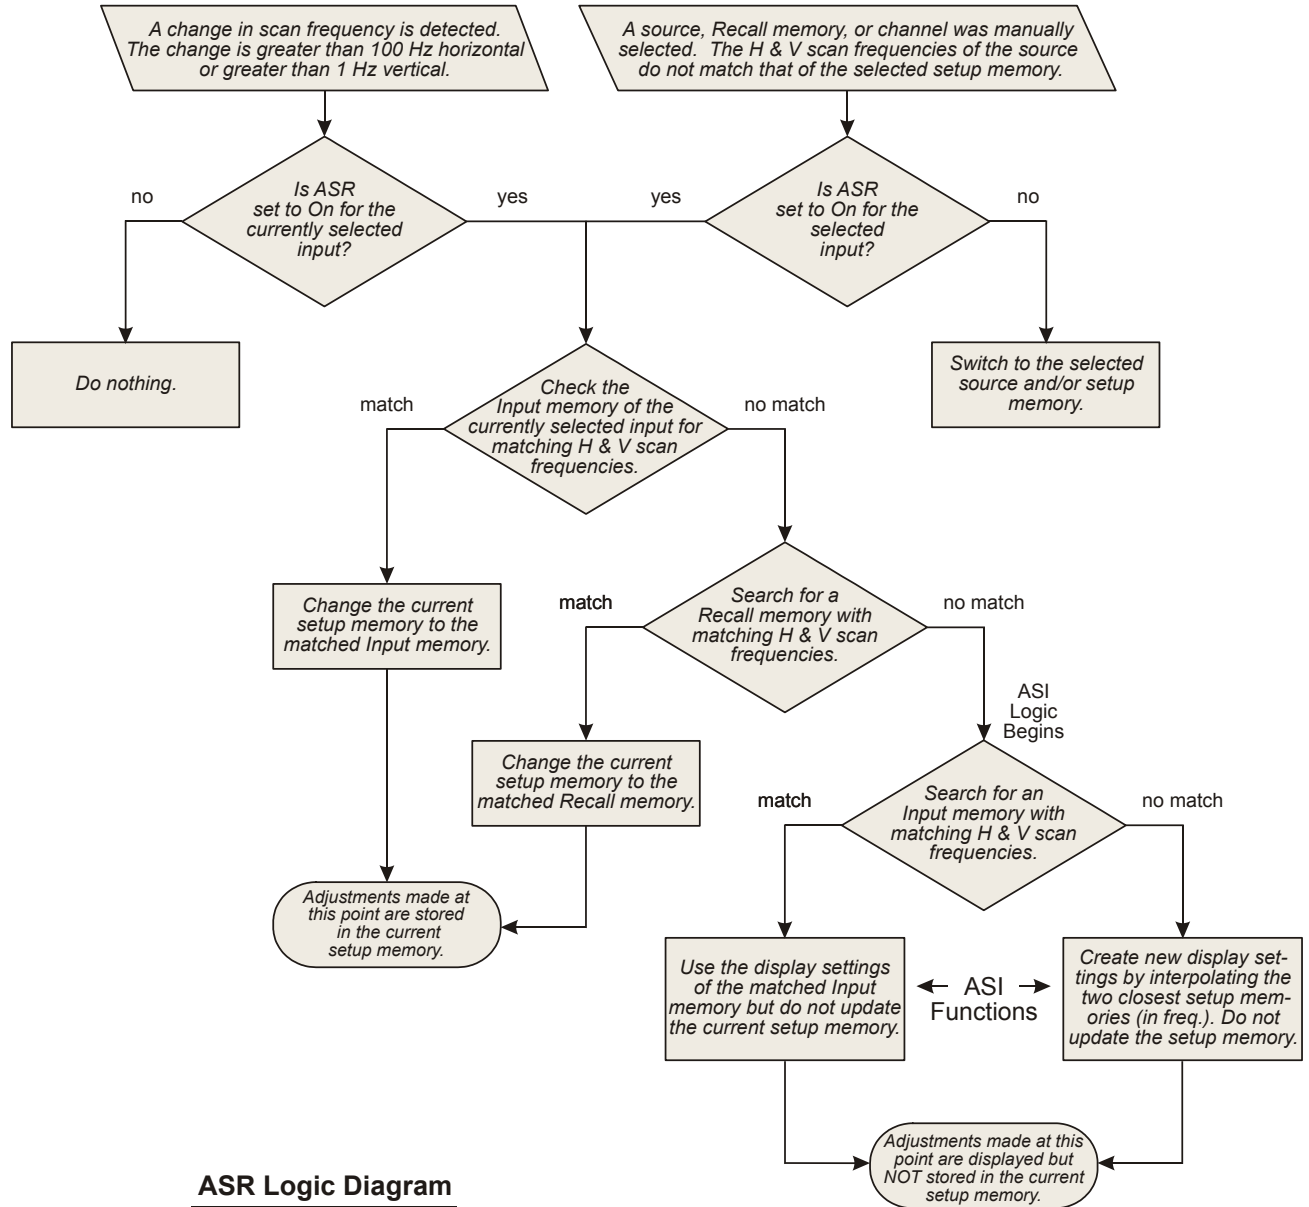 A change in scan frequency is detected.
The change is greater than 100 Hz horizontal
or greater than 1 Hz vertical.
A source, Recall memory, or channel was manually
selected. The H & V scan frequencies of the source
do not match that of the selected setup memory.
no
Is ASR
set to On for the
currently selected
input?
yes
yes
Is ASR
set to On for the
selected
input?
no
Do nothing.
Switch to the selected
source and/or setup
memory.
match
Check the
Input memory of the
currently selected input for
matching H & V scan
frequencies.
no match
Change the current
setup memory to the
matched Input memory.
match
Search for a
Recall memory with
matching H & V scan
frequencies.
no match
ASI
Logic
Begins
Change the current
setup memory to the
matched Recall memory.
match
Search for an
Input memory with
matching H & V scan
frequencies.
no match
Adjustments made at
this point are stored
in the current
setup memory.
Use the display settings
of the matched Input
memory but do not update
the current setup memory.
ASI
Functions
Create new display set-
tings by interpolating the
two closest setup mem-
ories (in freq.). Do not
update the setup memory.
Adjustments made at this
point are displayed but
NOT stored in the current
setup memory.
ASR Logic Diagram